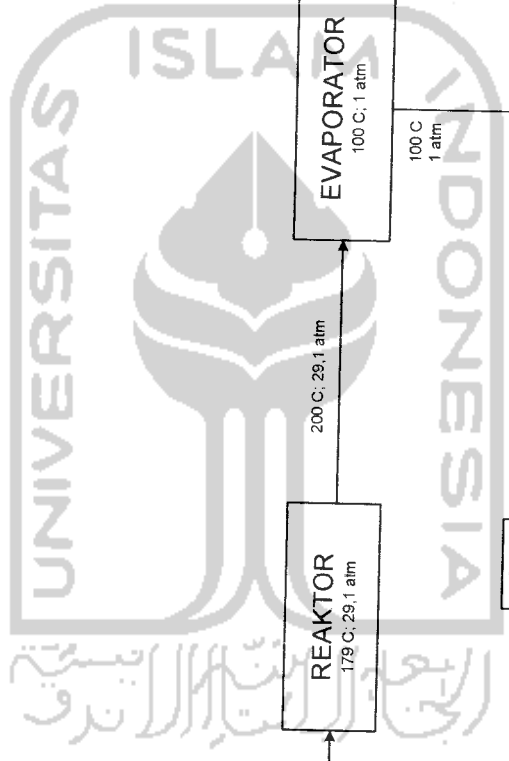 ISLAM
UNIVERSITAS
INDONESIA
EVAPORATOR
100 C; 1 atm
100 C
1 atm
200 C; 29,1 atm
REAKTOR
179 C; 29,1 atm